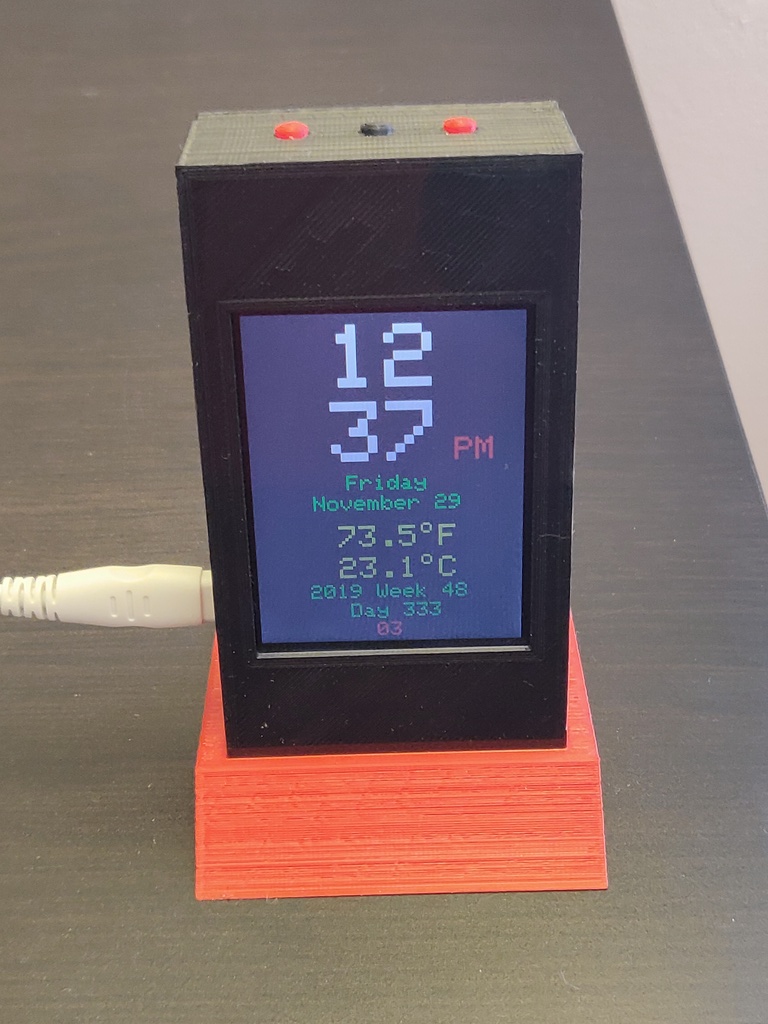 12
37 PM
Friday
November 29
73.5°F
23.1°C
2019 Week 48
Day 333
03